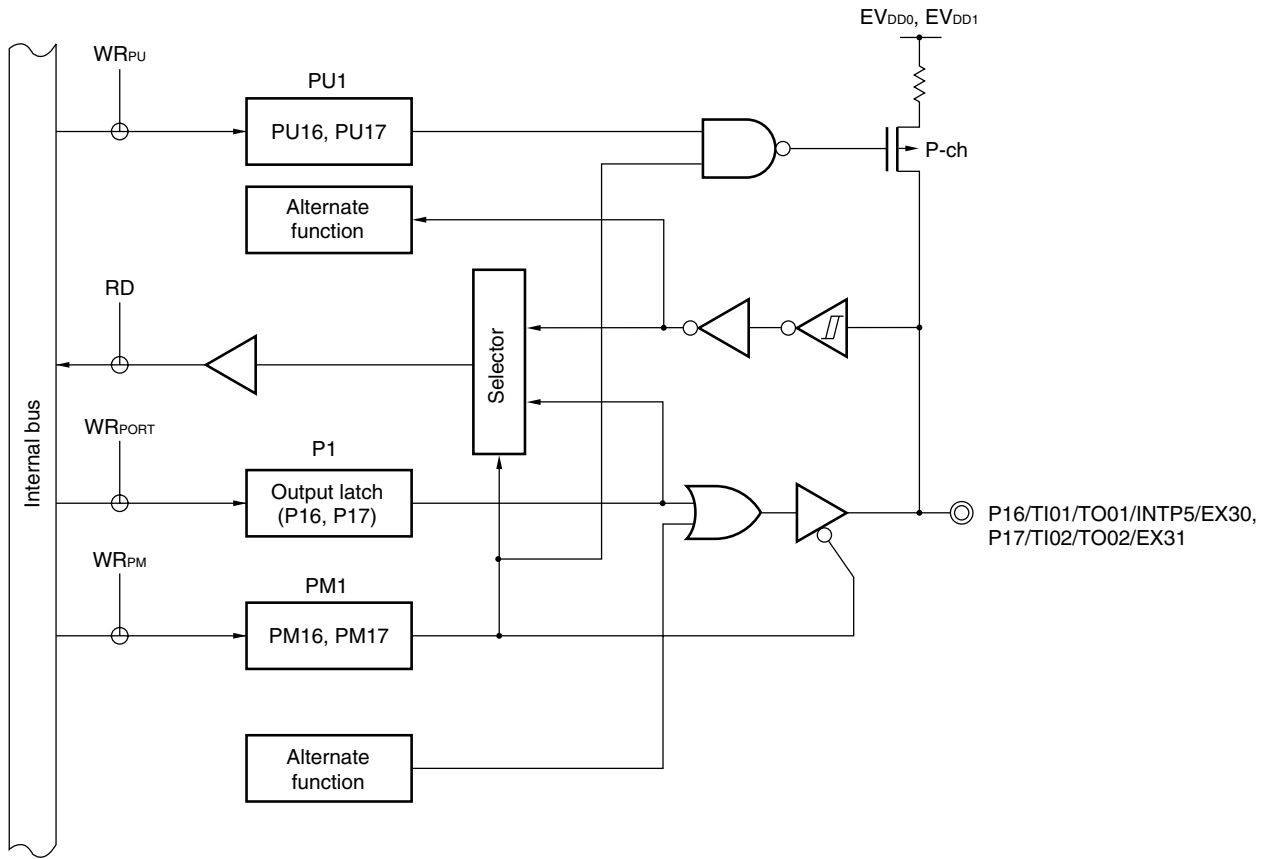 EVDD0, EVDD1
WRPU
PU1
PU16, PU17
P-ch
Alternate
function
RD
Selector
Internal bus
WRPORT
P1
Output latch
(P16, P17)
P16/TI01/TO01/INTP5/EX30,
P17/TI02/TO02/EX31
WRPM
PM1
PM16, PM17
Alternate
function